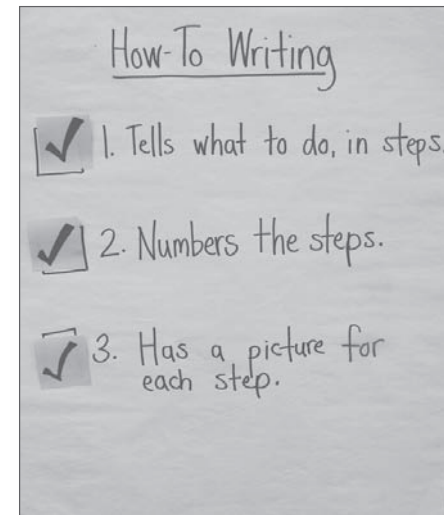 How-To Writing
1. Tells what to do, in steps.
2. Numbers the steps.
3. Has a picture for
each step.